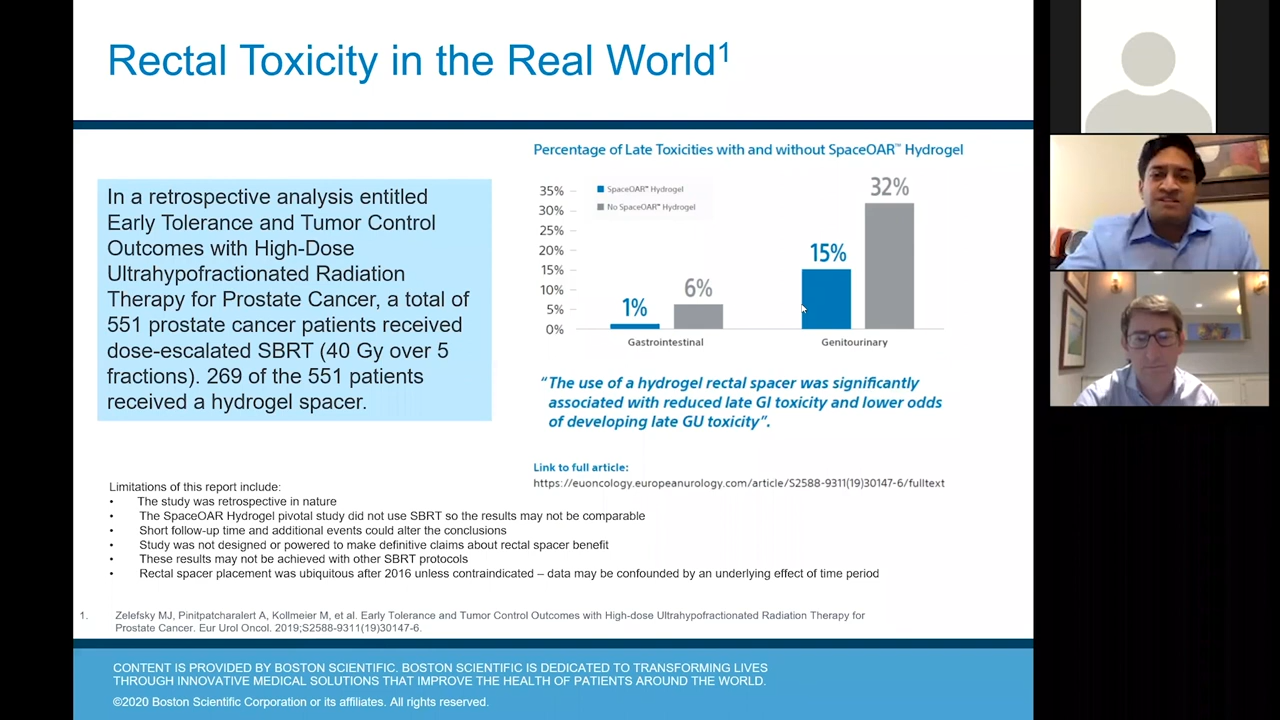 Rectal Toxicity in the Real World1
In a retrospective analysis entitled
Early Tolerance and Tumor Control
Outcomes with High-Dose
Ultrahypofractionated Radiation
Therapy for Prostate Cancer, a total of
551 prostate cancer patients received
dose-escalated SBRT (40 Gy over 5
fractions). 269 of the 551 patients
received a hydrogel spacer.
Percentage of Late Toxicities with and without SpaceOAR™ Hydrogel
35%
30%
25%
20%
15%
10%
5%
0%
SpaceOAR™ Hydrogel
No SpaceOAR™ Hydrogel
1%
6%
15%
32%
Gastrointestinal
Genitourinary
“The use of a hydrogel rectal spacer was significantly
associated with reduced late GI toxicity and lower odds
of developing late GU toxicity”.
Link to full article:
https://euoncology.europeanurology.com/article/S2588-9311(19)30147-6/fulltext
Limitations of this report include:
• The study was retrospective in nature
• The SpaceOAR Hydrogel pivotal study did not use SBRT so the results may not be comparable
• Short follow-up time and additional events could alter the conclusions
• Study was not designed or powered to make definitive claims about rectal spacer benefit
• These results may not be achieved with other SBRT protocols
• Rectal spacer placement was ubiquitous after 2016 unless contraindicated – data may be confounded by an underlying effect of time period
1. Zelefsky MJ, Pinitpatcharalert A, Kollmeier M, et al. Early Tolerance and Tumor Control Outcomes with High-dose Ultrahypofractionated Radiation Therapy for
Prostate Cancer. Eur Urol Oncol. 2019;S2588-9311(19)30147-6.
CONTENT IS PROVIDED BY BOSTON SCIENTIFIC. BOSTON SCIENTIFIC IS DEDICATED TO TRANSFORMING LIVES
THROUGH INNOVATIVE MEDICAL SOLUTIONS THAT IMPROVE THE HEALTH OF PATIENTS AROUND THE WORLD.
©2020 Boston Scientific Corporation or its affiliates. All rights reserved.